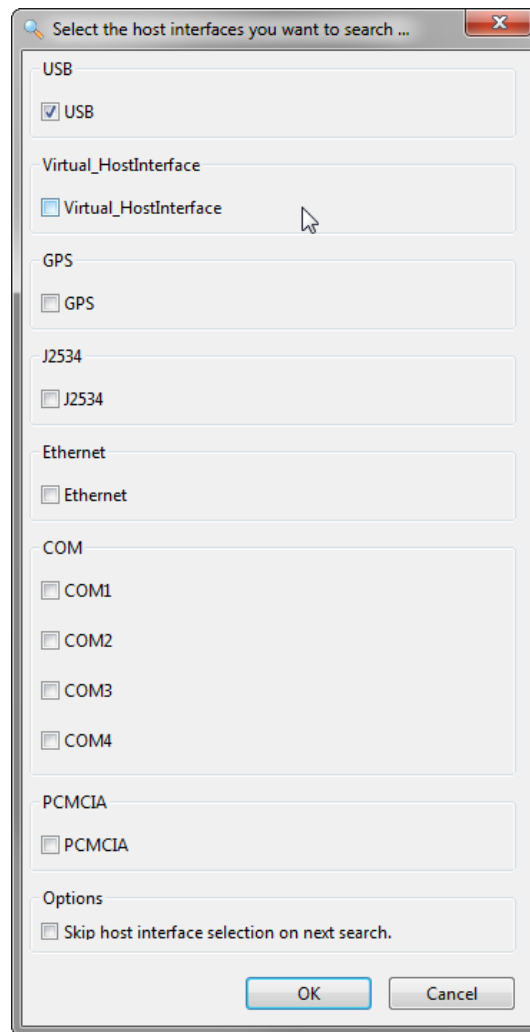 Select the host interfaces you want to search ...
USB
USB
Virtual_HostInterface
Virtual_HostInterface
GPS
GPS
J2534
J2534
Ethernet
Ethernet
COM
COM1
COM2
COM3
COM4
PCMCIA
PCMCIA
Options
Skip host interface selection on next search.
OK
Cancel